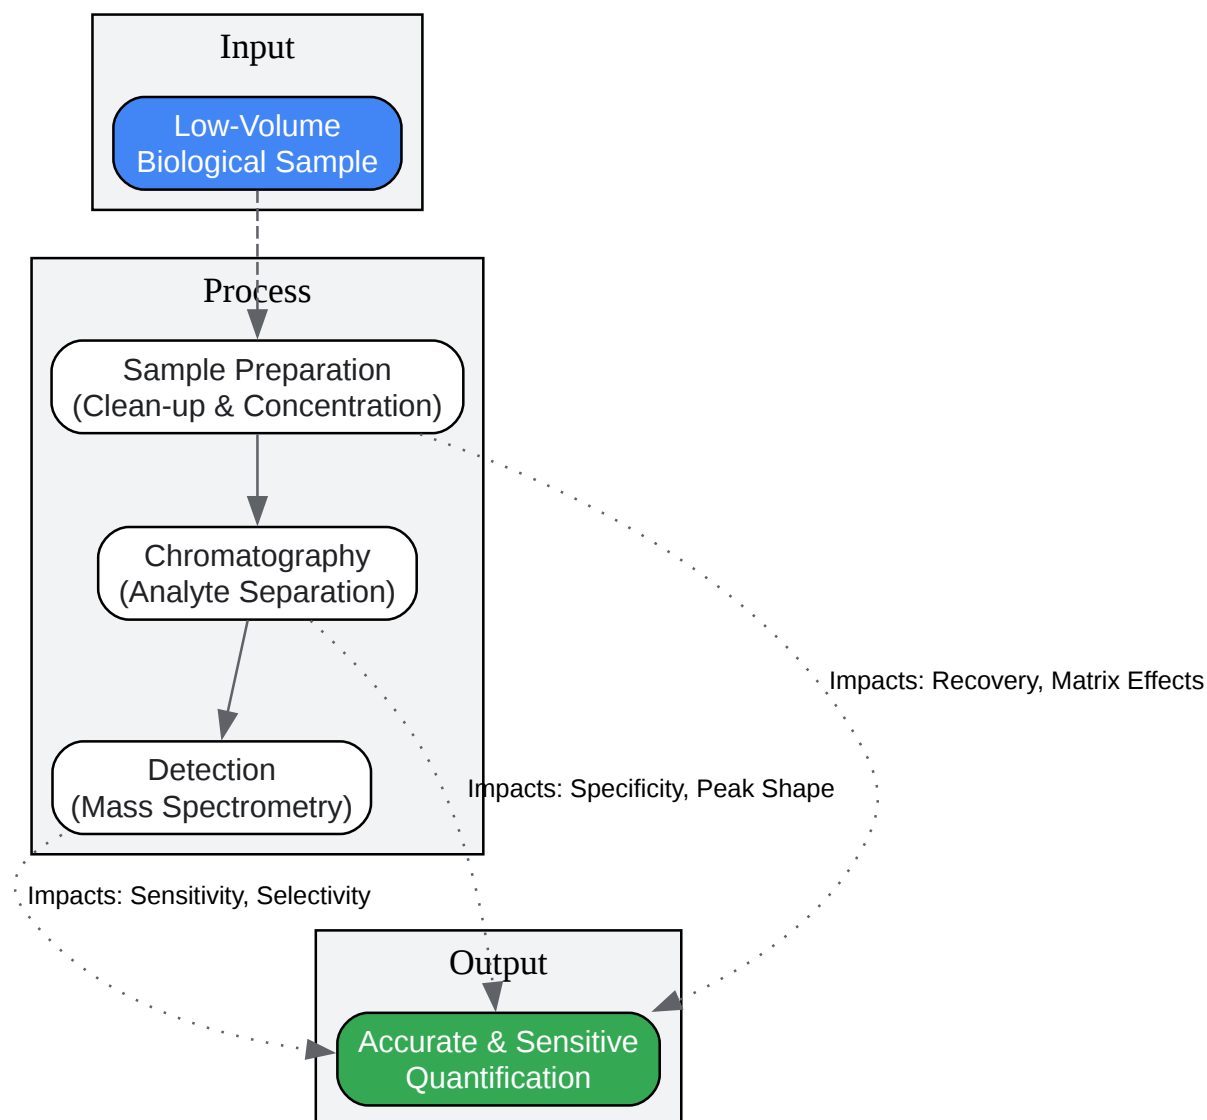 Input
Low-Volume
Biological Sample
Process
Sample Preparation
(Clean-up & Concentration)
Chromatography
(Analyte Separation)
Impacts: Recovery, Matrix Effects
Detection
(Mass Spectrometry)
Impacts: Specificity, Peak Shape
Impacts: Sensitivity, Selectivity
Output
Accurate & Sensitive
Quantification